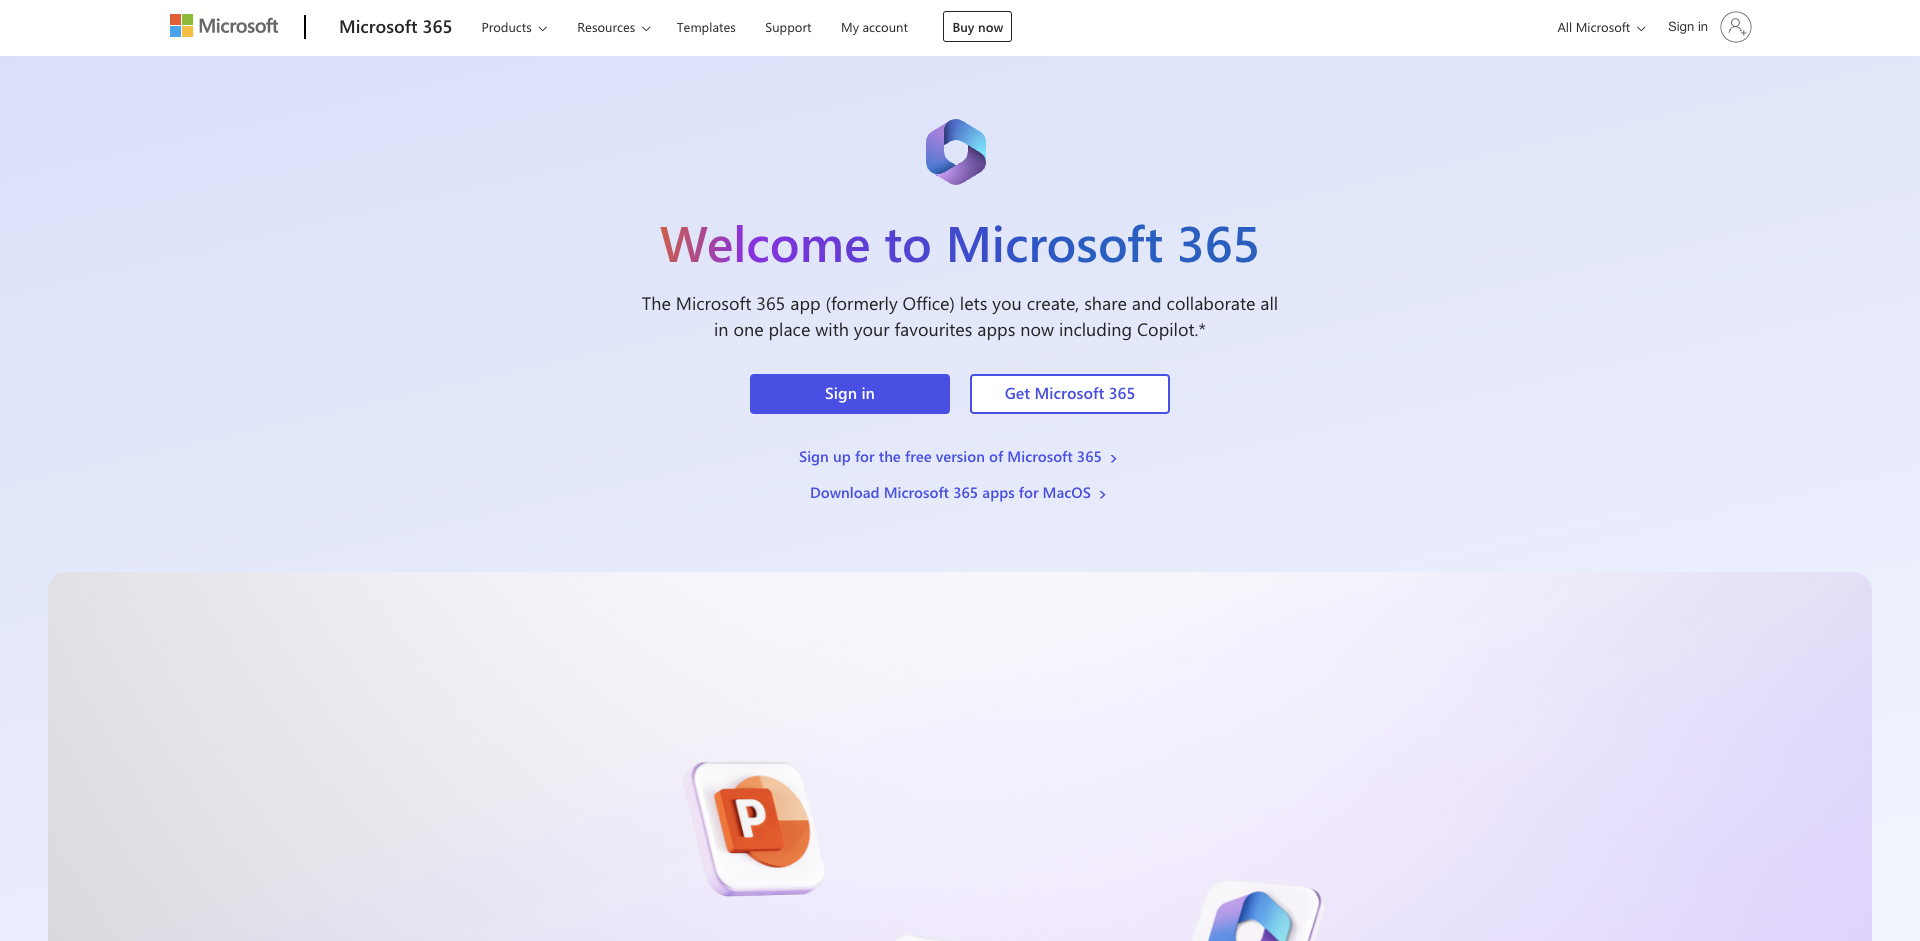 Microsoft
Microsoft 365
Products
Resources
Templates
Support
My account
Buy now
All Microsoft
Sign in
Welcome to Microsoft 365
The Microsoft 365 app (formerly Office) lets you create, share and collaborate all
in one place with your favourites apps now including Copilot.*
Sign in
Get Microsoft 365
Sign up for the free version of Microsoft 365
Download Microsoft 365 apps for MacOS
P